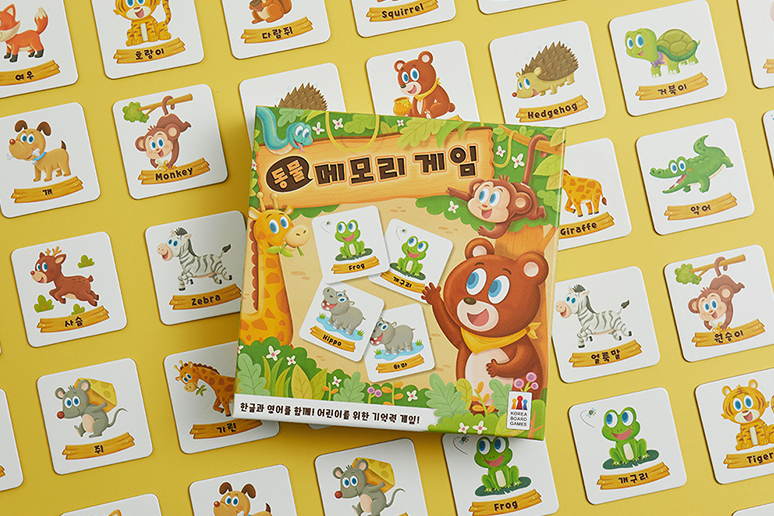 여우
호랑이
다람쥐
Squirrel
Hedgehog
거북이
개
Monkey
동물 메모리 게임
Giraffe
악어
Frog
개구리
사슴
Zebra
Hippo
하마
얼룩말
원숭이
쥐
기린
한글과 영어를 함께! 어린이를 위한 기억력 게임!
KOREA
BOARD
GAMES
Frog
개구리
Tiger